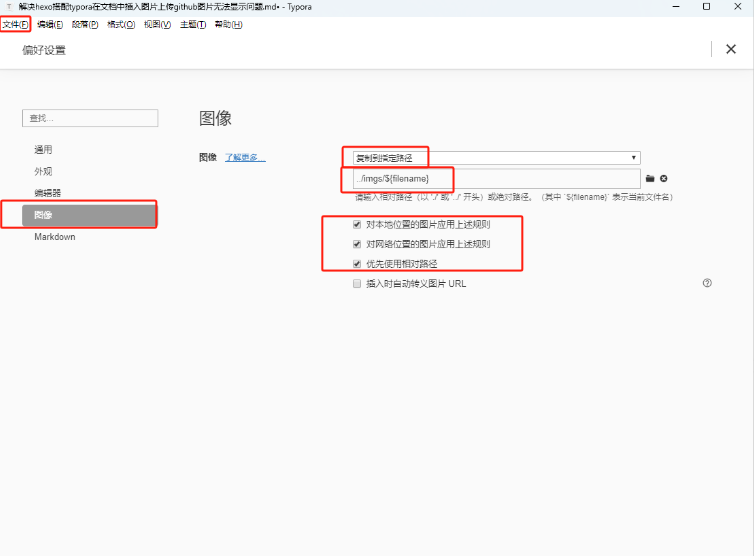 解决hexo搭配typora在文档中插入图片上传github图片无法显示问题.md• - Typora
文件(F) 编辑(E) 段落(P) 格式(O) 视图(V) 主题(T) 帮助(H)
偏好设置
查找...
通用
外观
编辑器
图像
Markdown
图像
图像 了解更多...
复制到指定路径
../imgs/${filename}
请输入相对路径（以 './' 或 '../' 开头）或绝对路径。（其中 `${filename}` 表示当前文件名）
对本地位置的图片应用上述规则
对网络位置的图片应用上述规则
优先使用相对路径
插入时自动转义图片 URL